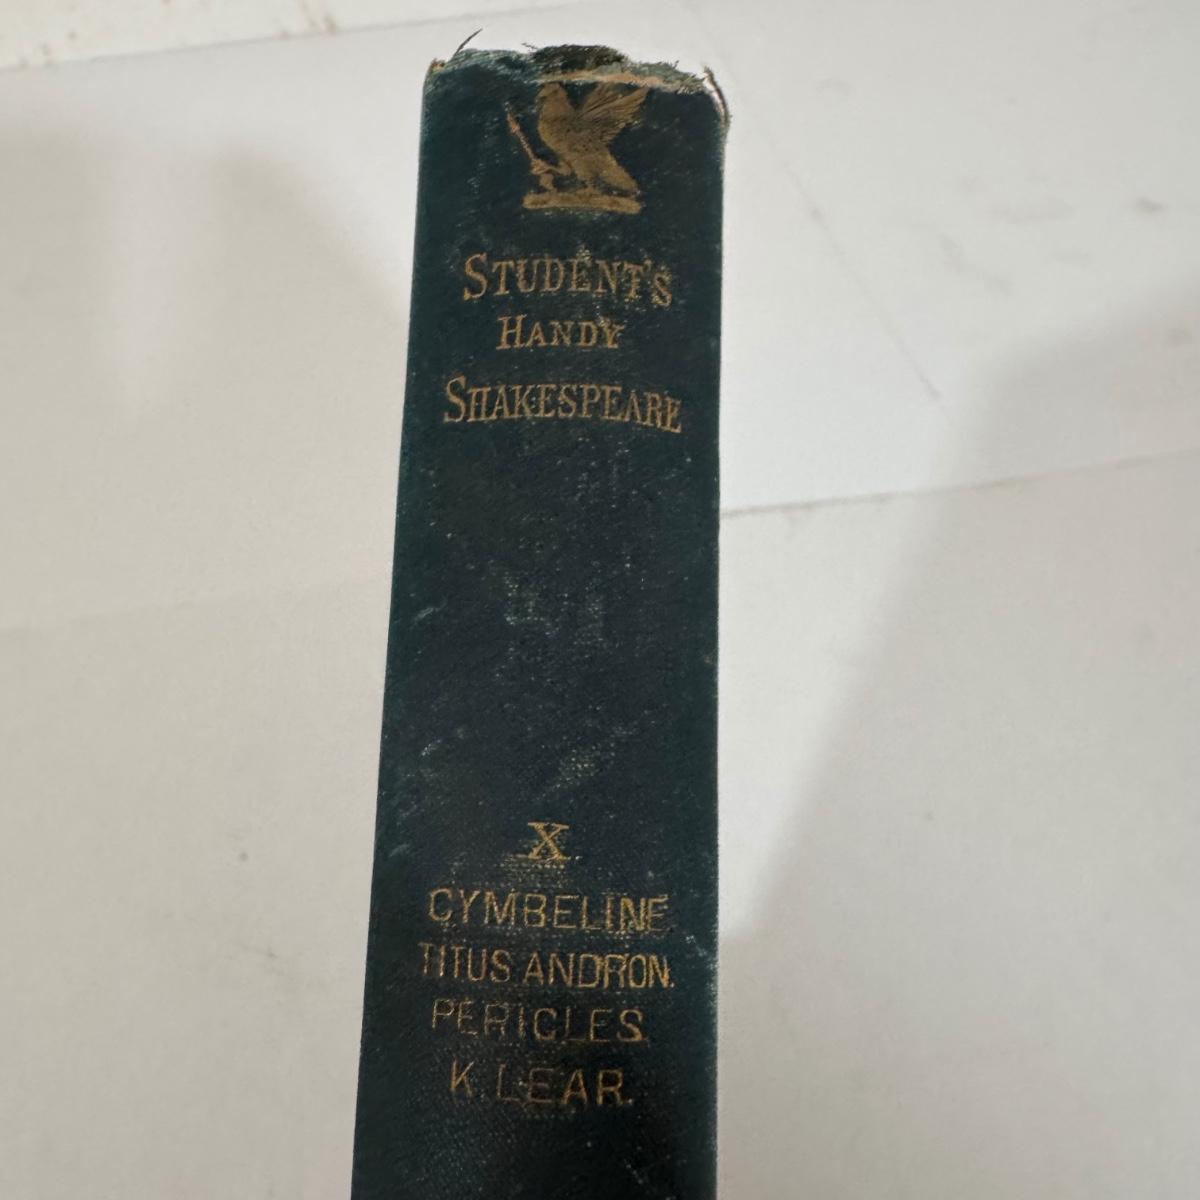 STUDENT'S
HANDY
SHAKESPEARE
X
CYMBELINE.
TITUS ANDRON.
PERICLES.
K. LEAR.